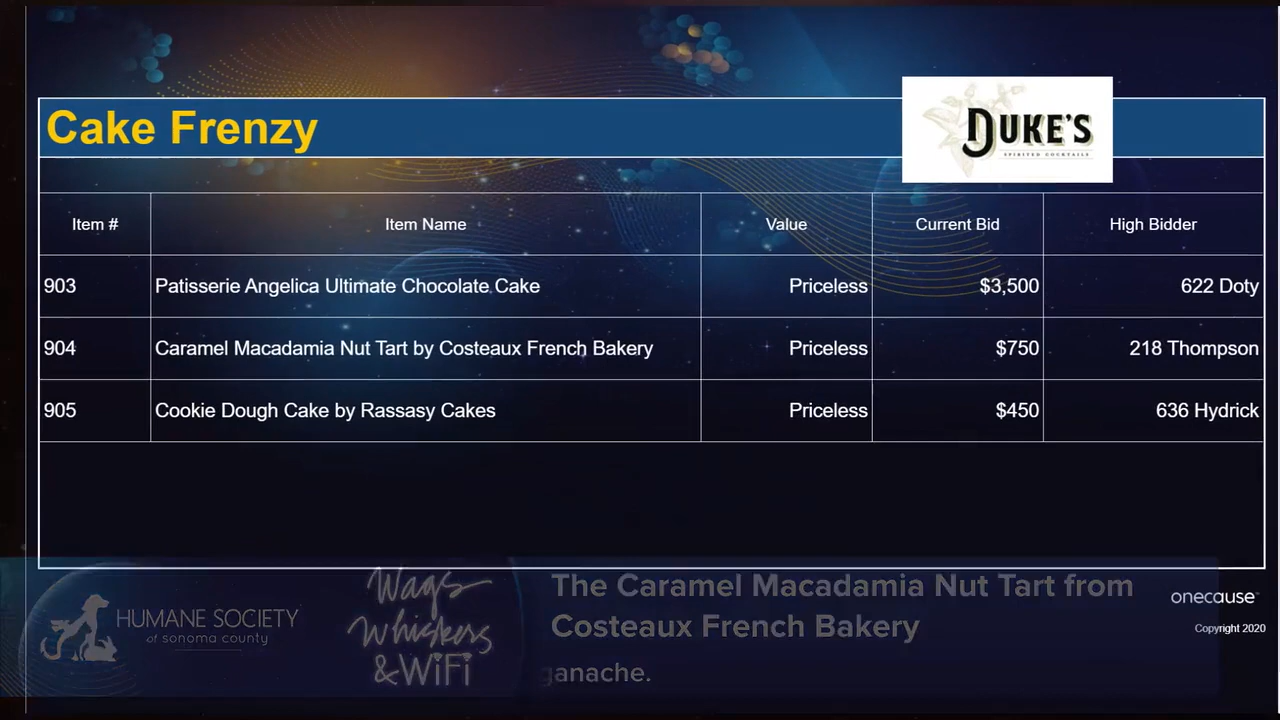 Cake Frenzy
DUKE'S
SPIRITED COCKTAILS
Item # Item Name Value Current Bid High Bidder
903 Patisserie Angelica Ultimate Chocolate Cake Priceless $3,500 622 Doty
904 Caramel Macadamia Nut Tart by Costeaux French Bakery Priceless $750 218 Thompson
905 Cookie Dough Cake by Rassasy Cakes Priceless $450 636 Hydrick
HUMANE SOCIETY
of sonoma county
Wags
Whiskers
& WiFi
The Caramel Macadamia Nut Tart from
Costeaux French Bakery
ganache.
onecause
Copyright 2020